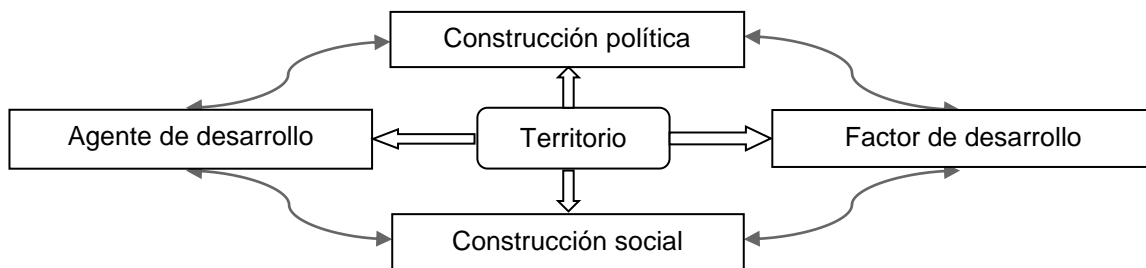 Construcción política
Agente de desarrollo
Territorio
Factor de desarrollo
Construcción social